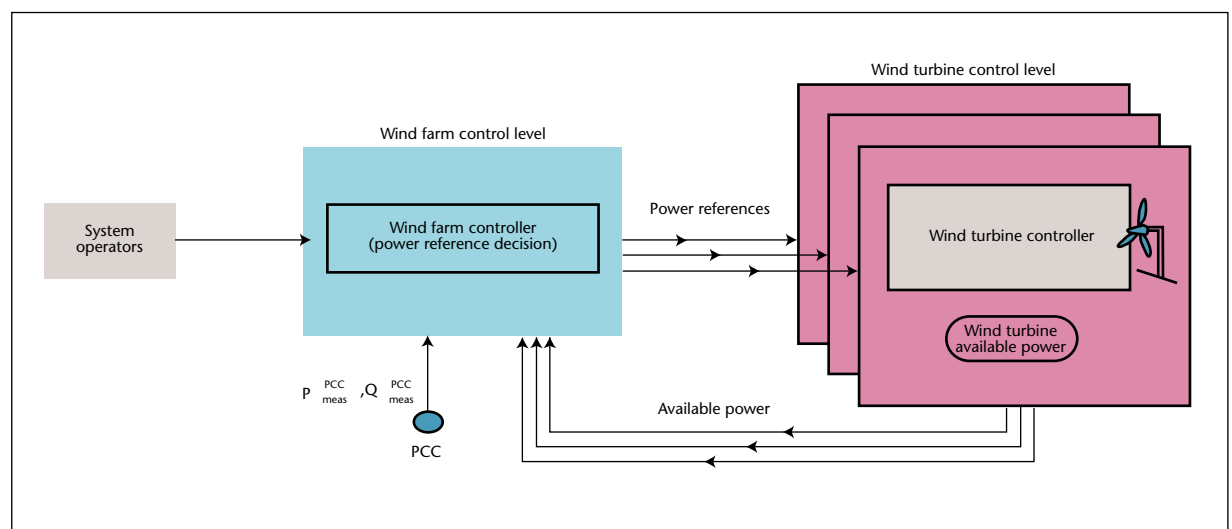 Wind turbine control level
Wind farm control level
System
operators
Wind farm controller
(power reference decision)
Power references
Wind turbine controller
Wind turbine
available power
P PCC meas ,Q PCC meas
Available power
PCC